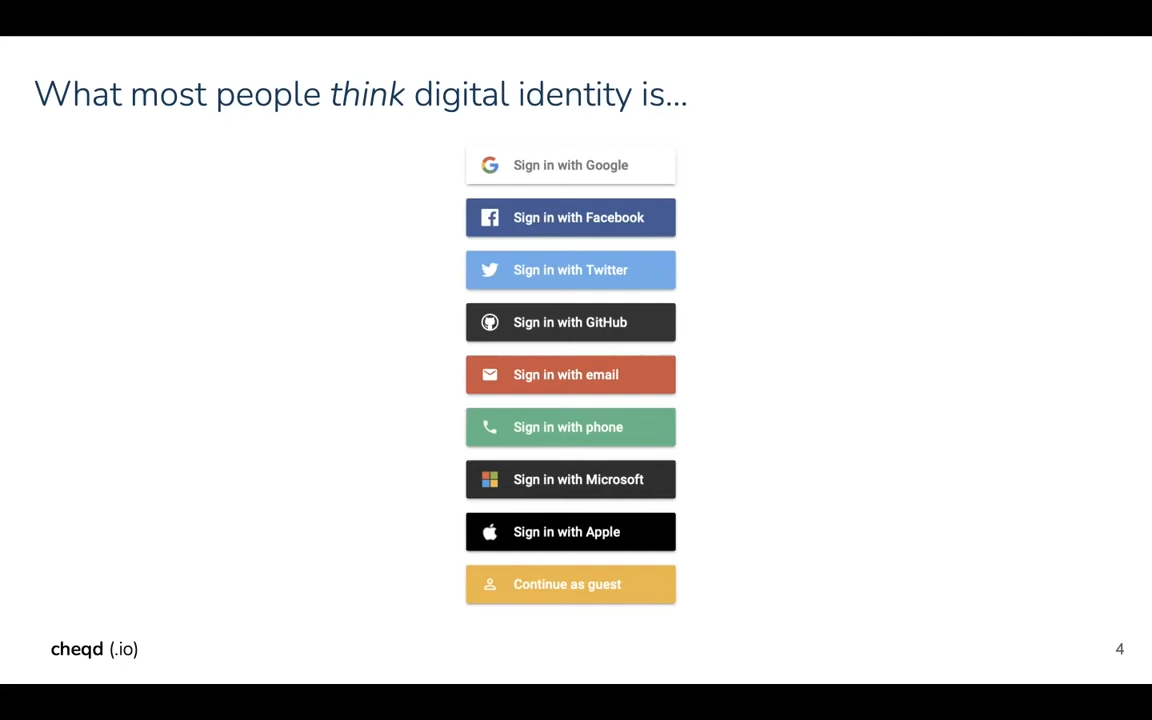 What most people think digital identity is...
Sign in with Google
Sign in with Facebook
Sign in with Twitter
Sign in with GitHub
Sign in with email
Sign in with phone
Sign in with Microsoft
Sign in with Apple
Continue as guest
cheqd (.io)
4